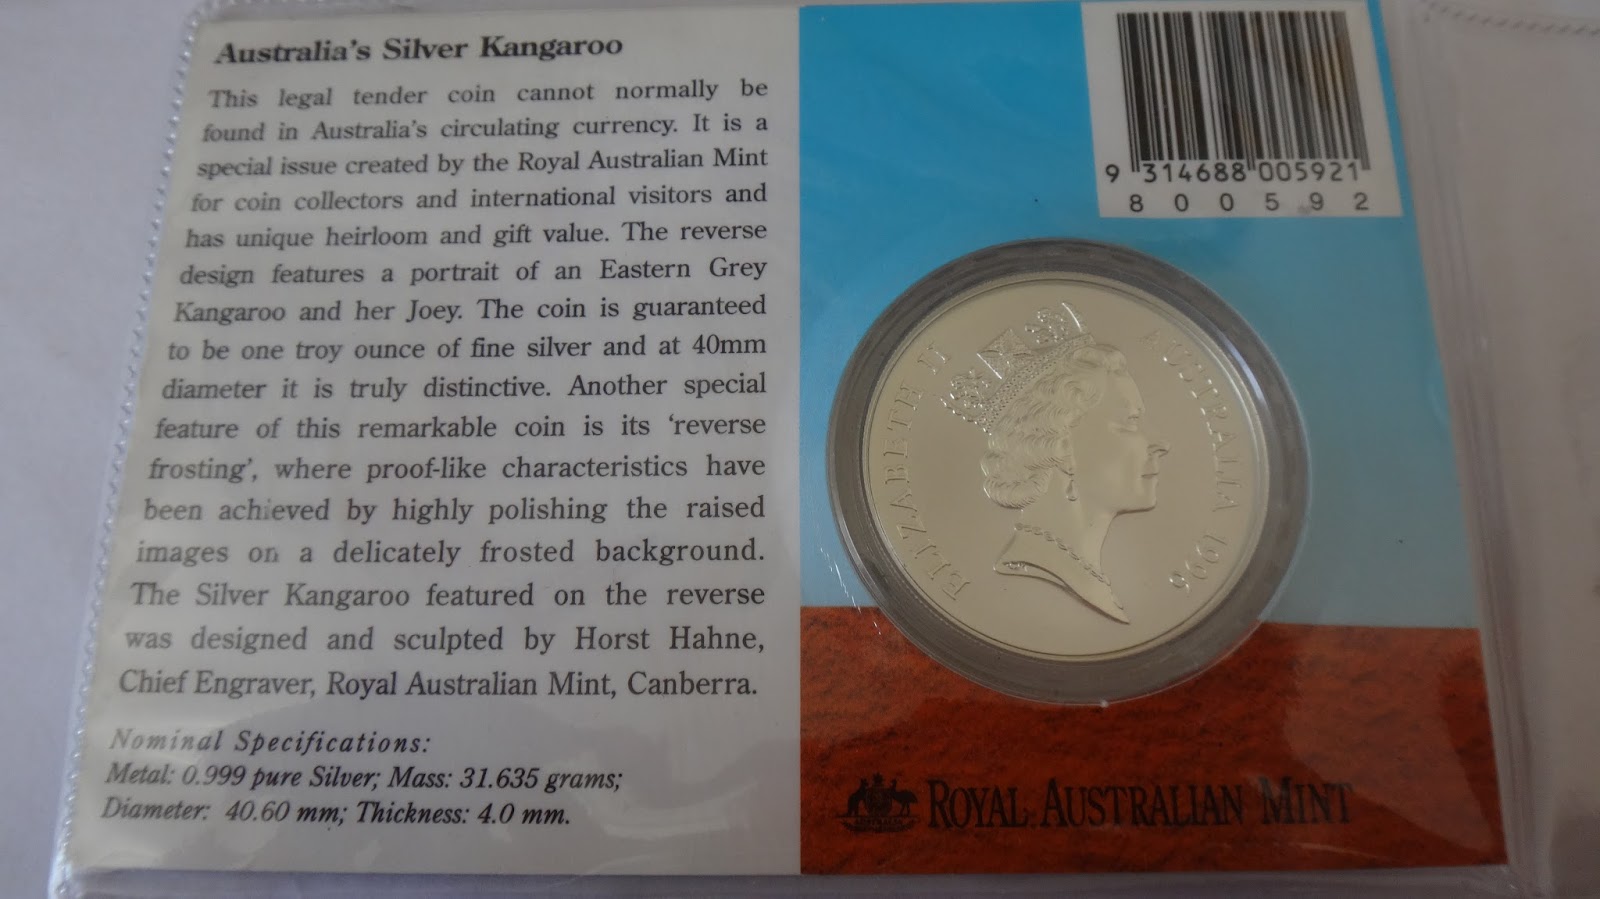 Australia's Silver Kangaroo
This legal tender coin cannot normally be
found in Australia's circulating currency. It is a
special issue created by the Royal Australian Mint
for coin collectors and international visitors and
has unique heirloom and gift value. The reverse
design features a portrait of an Eastern Grey
Kangaroo and her Joey. The coin is guaranteed
to be one troy ounce of fine silver and at 40mm
diameter it is truly distinctive. Another special
feature of this remarkable coin is its 'reverse
frosting', where proof-like characteristics have
been achieved by highly polishing the raised
images on a delicately frosted background.
The Silver Kangaroo featured on the reverse
was designed and sculpted by Horst Hahne,
Chief Engraver, Royal Australian Mint, Canberra.
Nominal Specifications:
Metal: 0.999 pure Silver; Mass: 31.635 grams;
Diameter: 40.60 mm; Thickness: 4.0 mm.
9 314688 005921
800592
ELIZABETH II
AUSTRALIA 1996
AUSTRALIA
ROYAL AUSTRALIAN MINT